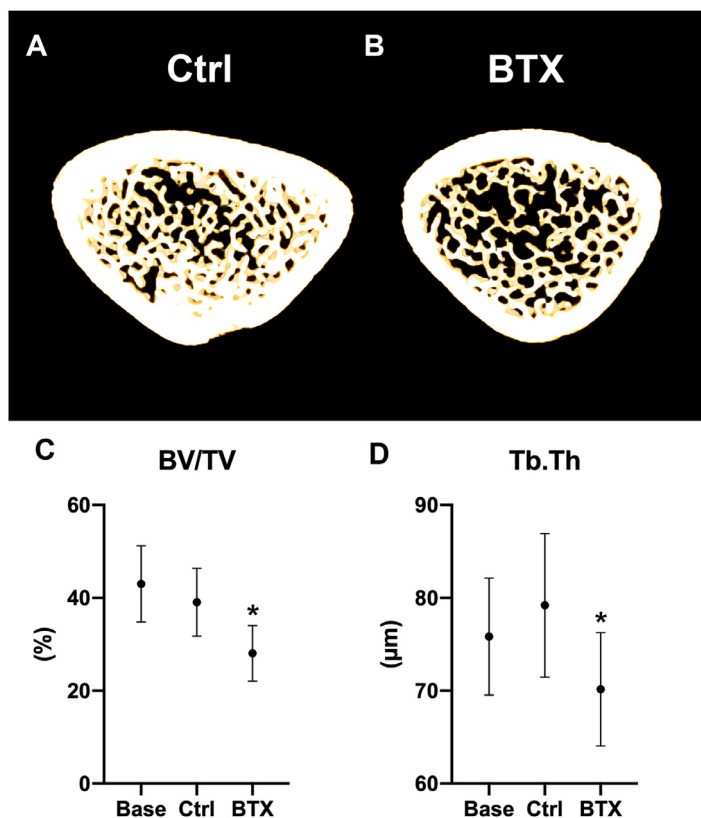 A
Ctrl
B
BTX
C
BV/TV
60
40
20
0
(%)
*
Base
Ctrl
BTX
D
Tb.Th
90
80
70
60
(µm)
*
Base
Ctrl
BTX